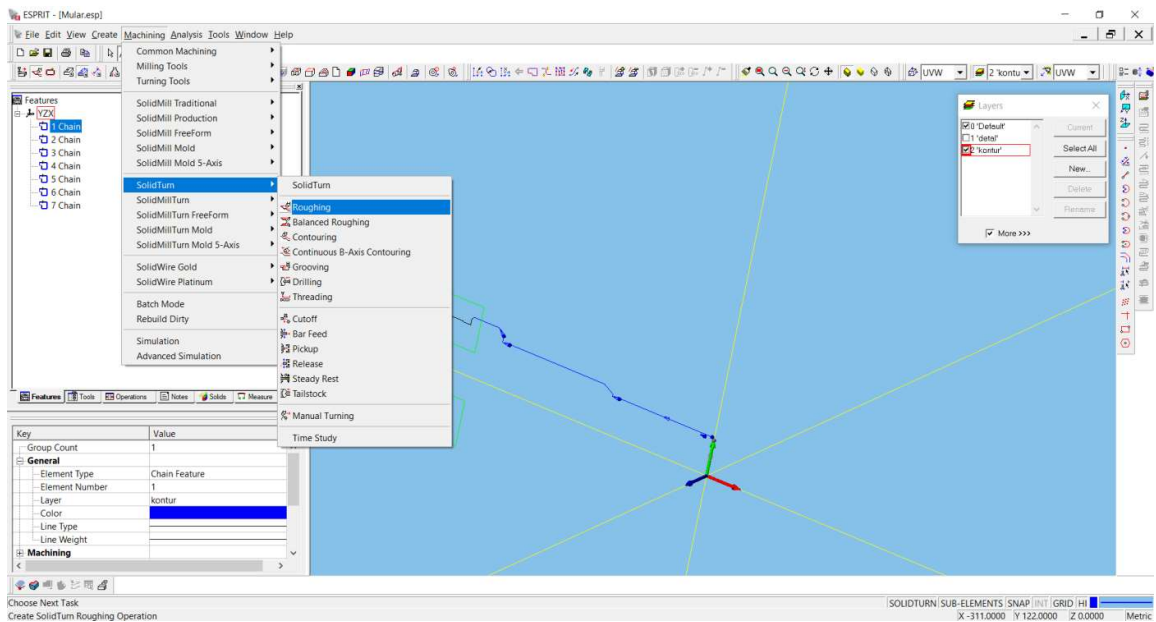 ESPRIT - [Mular.esp]
File Edit View Create Machining Analysis Tools Window Help
UVW
2 'kontu
UVW
Features
YZX
1 Chain
2 Chain
3 Chain
4 Chain
5 Chain
6 Chain
7 Chain
Common Machining
Milling Tools
Turning Tools
SolidMill Traditional
SolidMill Production
SolidMill FreeForm
SolidMill Mold
SolidMill Mold 5-Axis
SolidTurn
SolidMillTurn
SolidMillTurn FreeForm
SolidMillTurn Mold
SolidMillTurn Mold 5-Axis
SolidWire Gold
SolidWire Platinum
Batch Mode
Rebuild Dirty
Simulation
Advanced Simulation
SolidTurn
Roughing
Balanced Roughing
Contouring
Continuous B-Axis Contouring
Grooving
Drilling
Threading
Cutoff
Bar Feed
Pickup
Release
Steady Rest
Tailstock
Manual Turning
Time Study
Layers
0 'Default'
1 'detal'
2 'kontur'
Current
Select All
New...
Delete
Rename
More >>>
Features Tools Operations Notes Solids Measure
Key Value
Group Count 1
General
Element Type Chain Feature
Element Number 1
Layer kontur
Color
Line Type
Line Weight
Machining
Choose Next Task
SOLIDTURN SUB-ELEMENTS SNAP INT GRID HI
Create SolidTurn Roughing Operation
X -311.0000 Y 122.0000 Z 0.0000 Metric